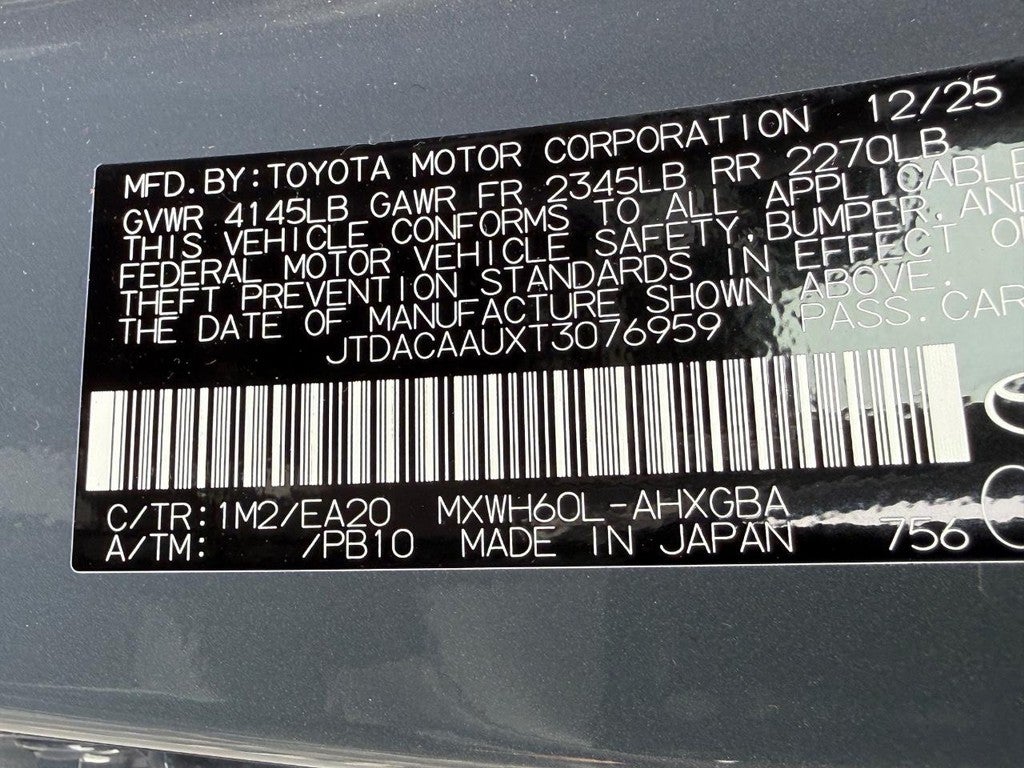 MFD.BY:TOYOTA MOTOR CORPORATION 12/25
GVWR 4145LB GAWR FR 2345LB RR 2270LB
THIS VEHICLE CONFORMS TO ALL APPLICABLE
FEDERAL MOTOR VEHICLE SAFETY,BUMPER,AND
THEFT PREVENTION STANDARDS IN EFFECT
THE DATE OF MANUFACTURE SHOWN ABOVE.
JTDACAAUXT3076959 PASS.CAR
C/TR:1M2/EA20 MXWH60L-AHXGBA
A/TM: /PB10 MADE IN JAPAN 756